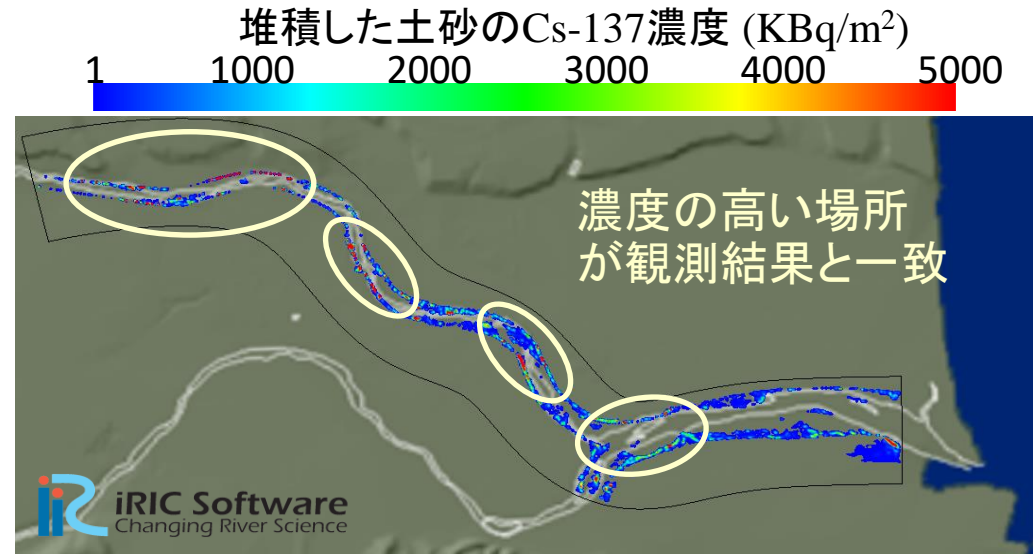 堆積した土砂のCs-137濃度 (KBq/m²)
1 1000 2000 3000 4000 5000
濃度の高い場所
が観測結果と一致
iRIC Software
Changing River Science